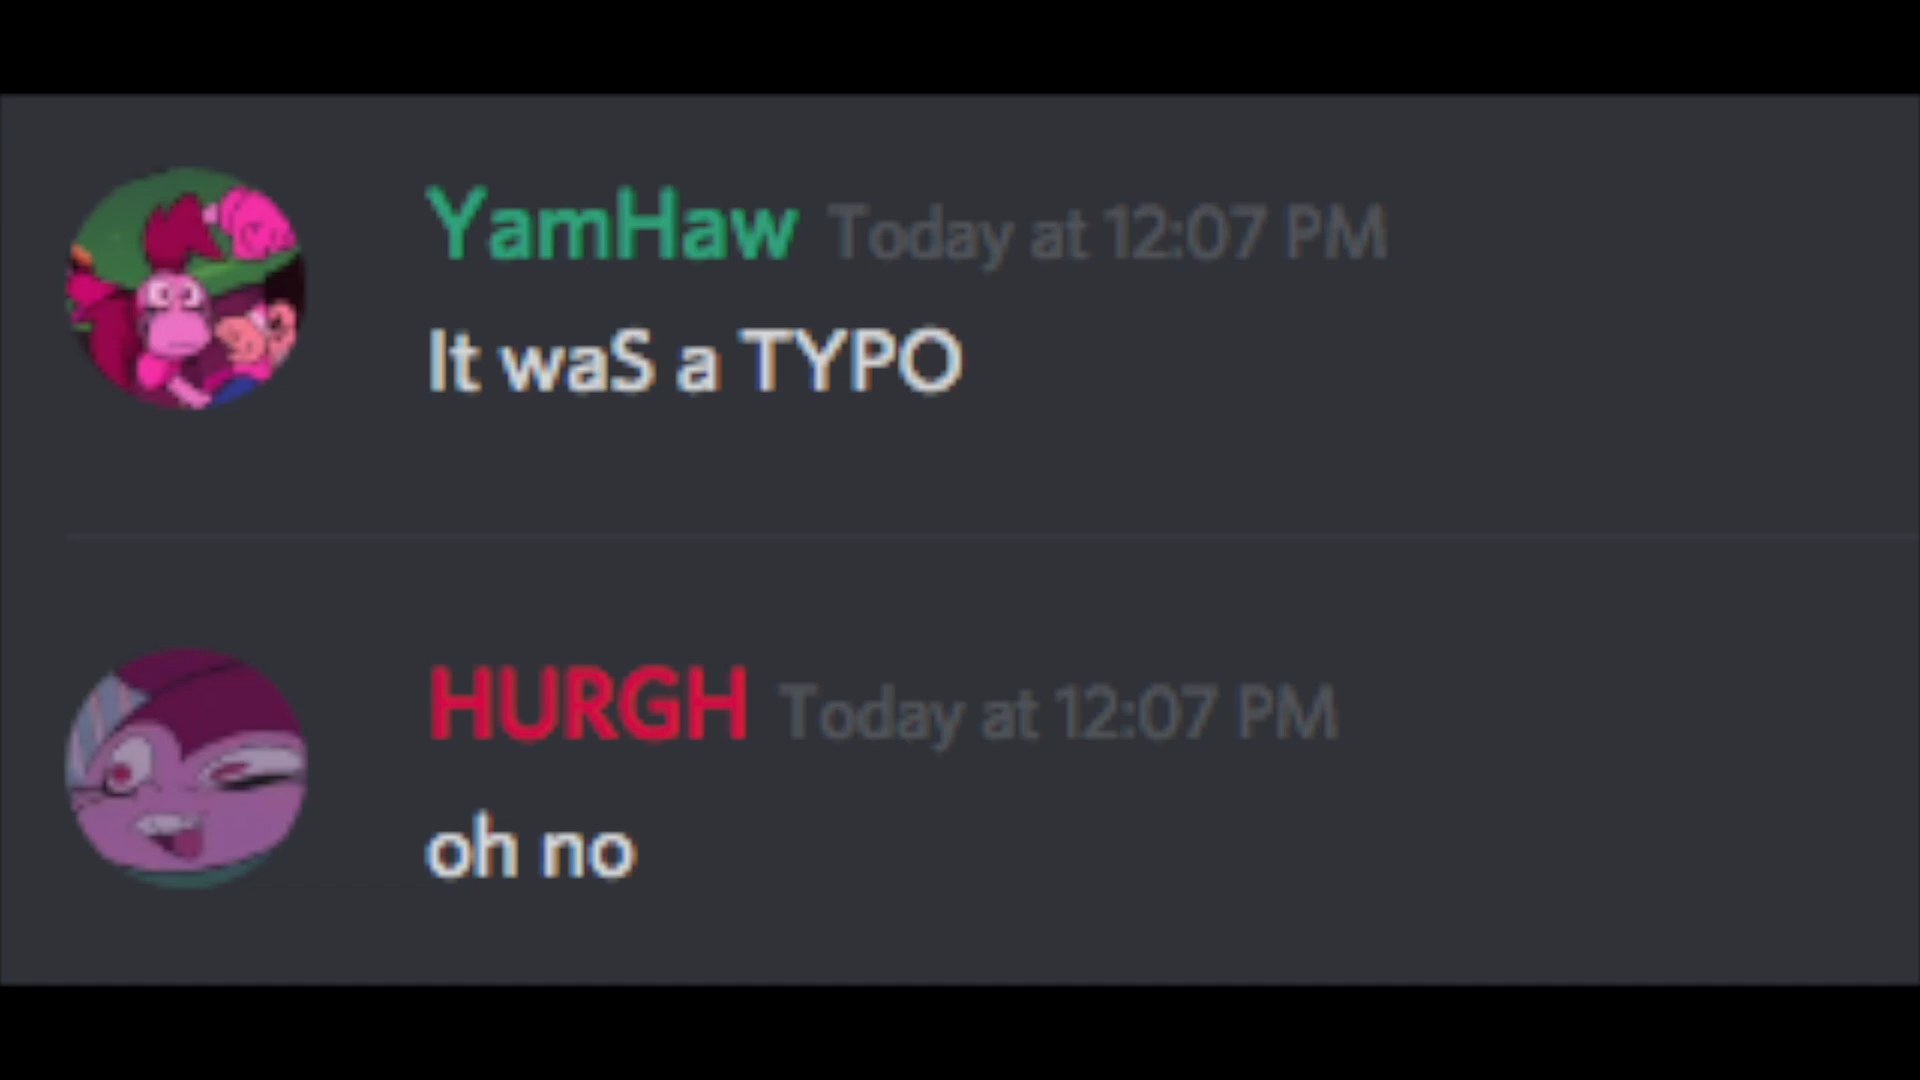 YamHaw Today at 12:07 PM
It waS a TYPO
HURGH Today at 12:07 PM
oh no